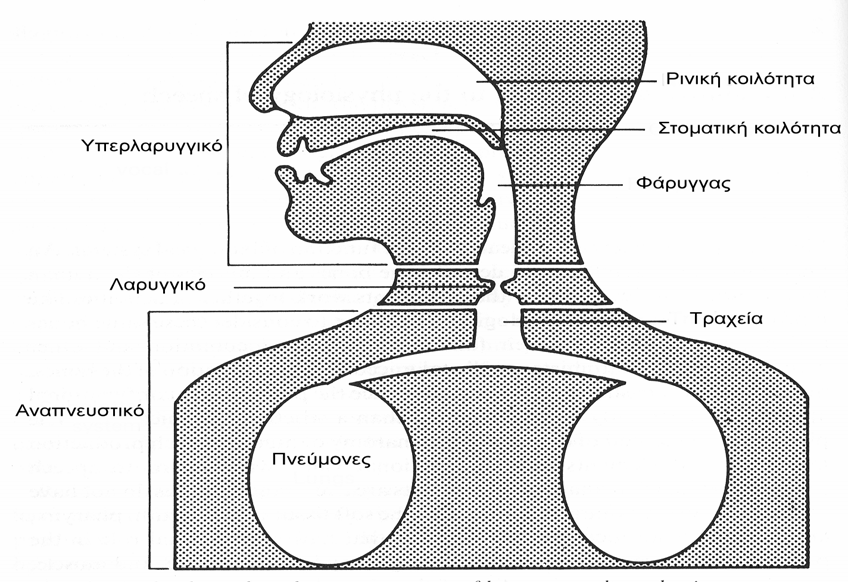 Ρινική κοιλότητα
Στοματική κοιλότητα
Υπερλαρυγγικό
Φάρυγγας
Λαρυγγικό
Τραχεία
Αναπνευστικό
Πνεύμονες